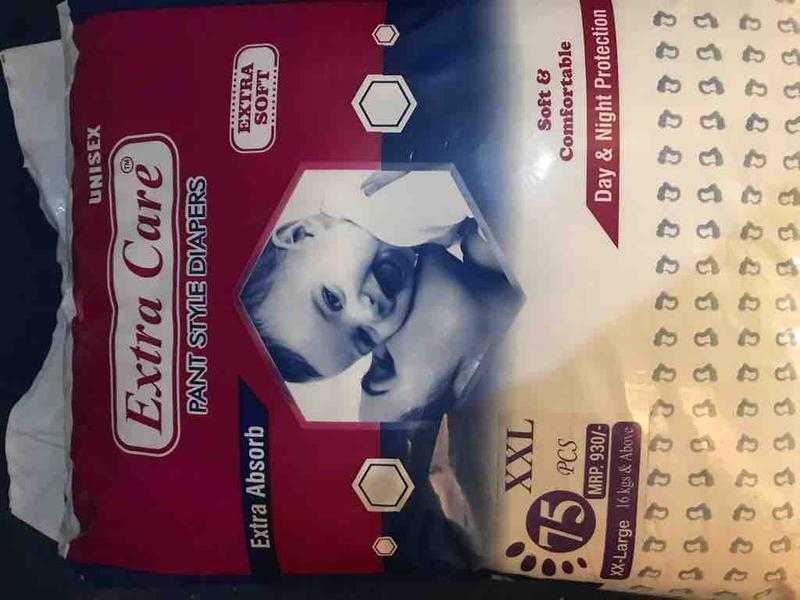 UNISEX
Extra Care™
PANT STYLE DIAPERS
EXTRA
SOFT
Extra Absorb
Soft &
Comfortable
Day & Night Protection
XXL
75 PCS
MRP. 930/-
XX-Large 16 kgs & Above